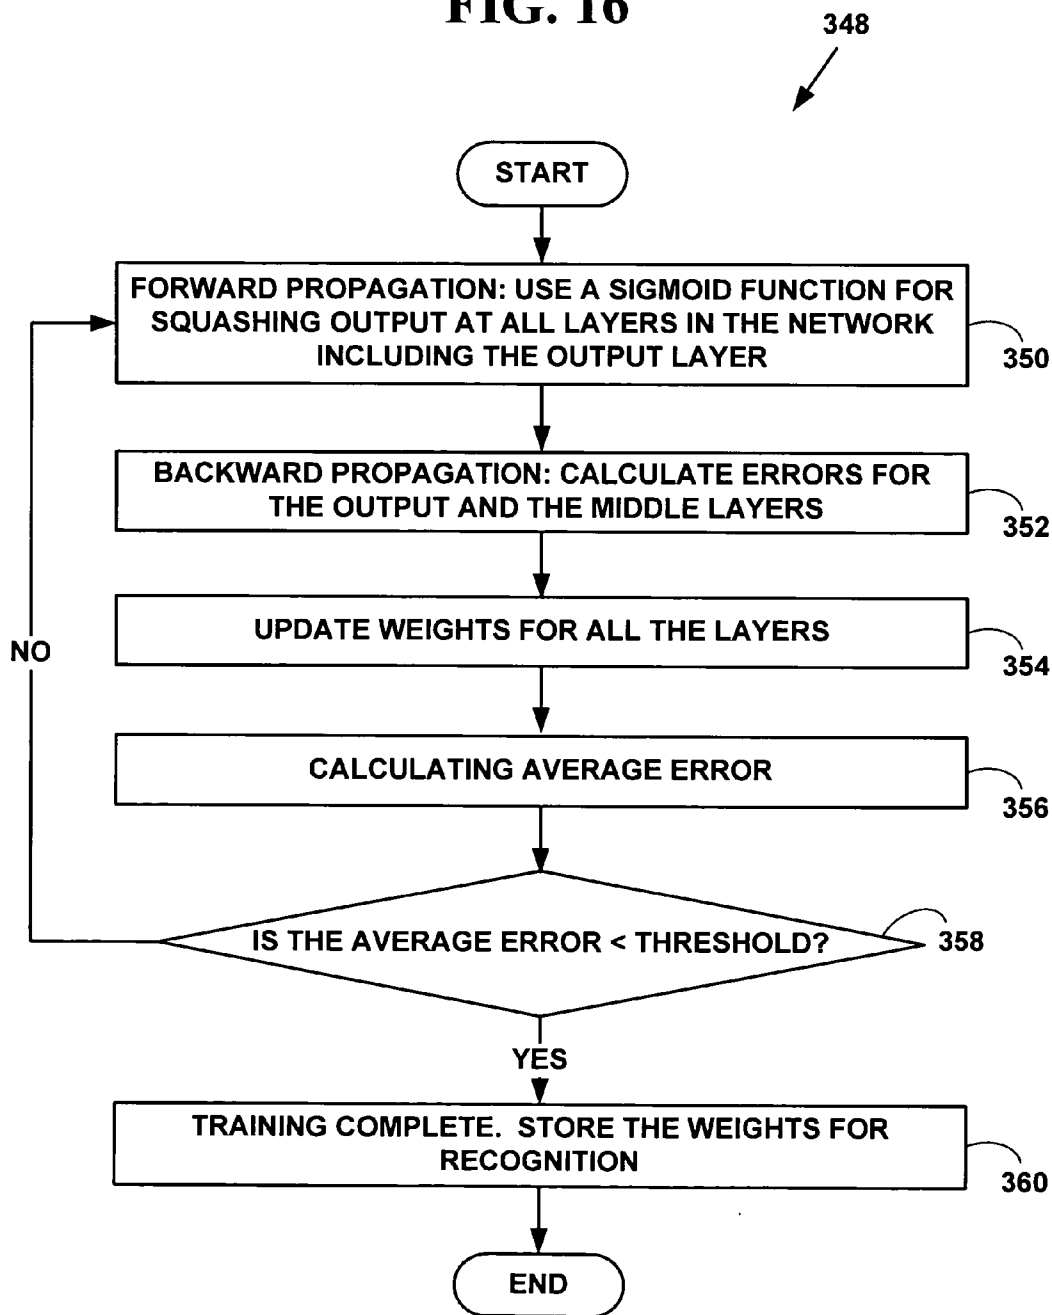 FIG. 16
348
START
FORWARD PROPAGATION: USE A SIGMOID FUNCTION FOR
SQUASHING OUTPUT AT ALL LAYERS IN THE NETWORK
INCLUDING THE OUTPUT LAYER
350
BACKWARD PROPAGATION: CALCULATE ERRORS FOR
THE OUTPUT AND THE MIDDLE LAYERS
352
UPDATE WEIGHTS FOR ALL THE LAYERS
354
NO
CALCULATING AVERAGE ERROR
356
IS THE AVERAGE ERROR < THRESHOLD?
358
YES
TRAINING COMPLETE. STORE THE WEIGHTS FOR
RECOGNITION
360
END